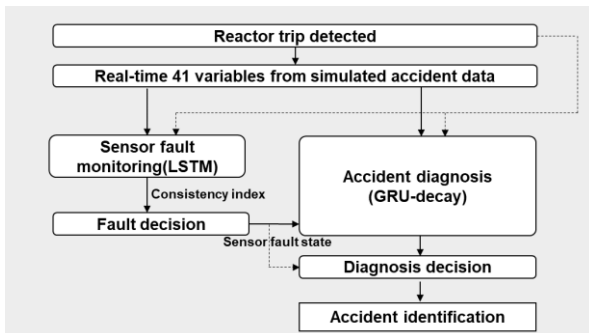 Reactor trip detected
Real-time 41 variables from simulated accident data
Sensor fault
monitoring(LSTM)
Accident diagnosis
(GRU-decay)
Consistency index
Fault decision
Sensor fault state
Diagnosis decision
Accident identification